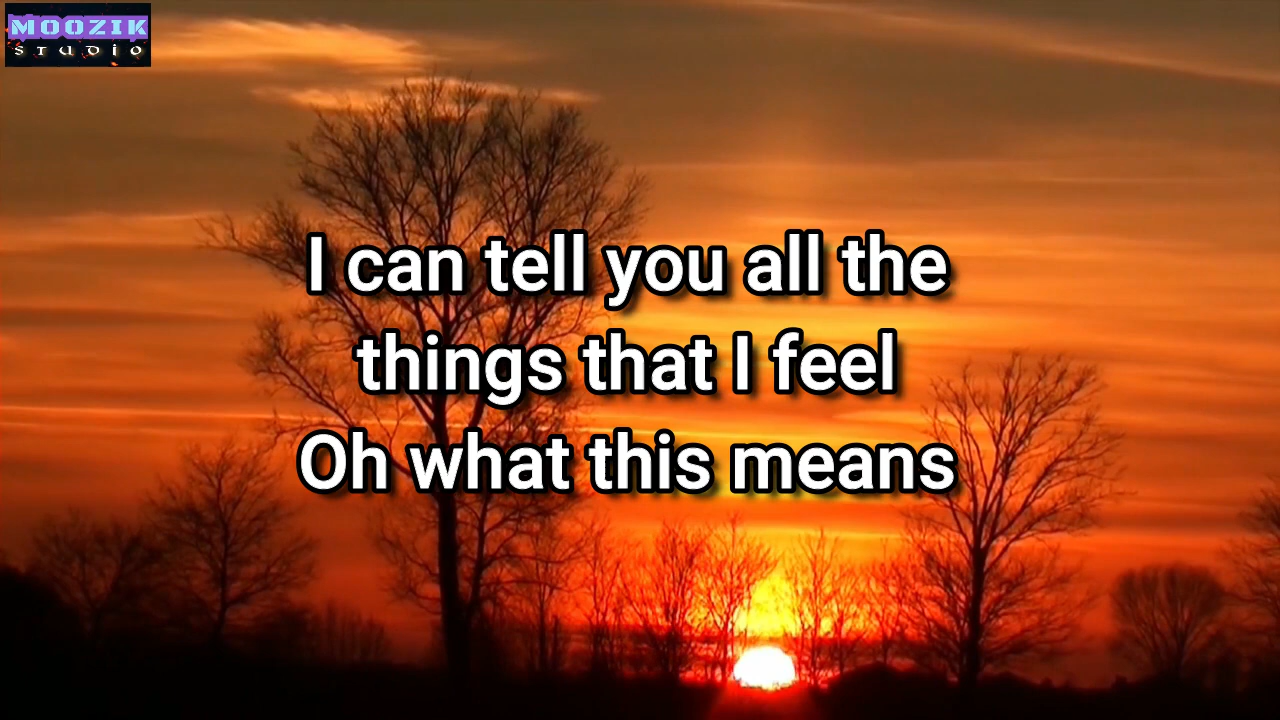 MOOZIK
studio
I can tell you all the
things that I feel
Oh what this means